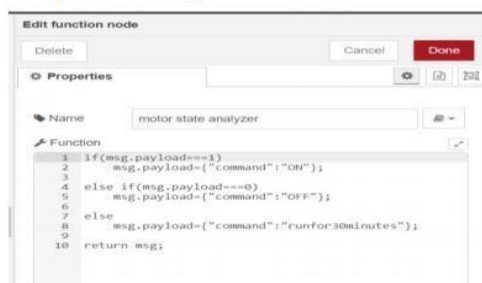 Edit function node
Delete
Cancel
Done
Properties
Name
motor state analyzer
Function
1 if(msg.payload===1)
2 msg.payload={"command":"ON"};
3
4 else if(msg.payload===0)
5 msg.payload={"command":"OFF"};
6
7 else
8 msg.payload={"command":"runfor30minutes"};
9
10 return msg;